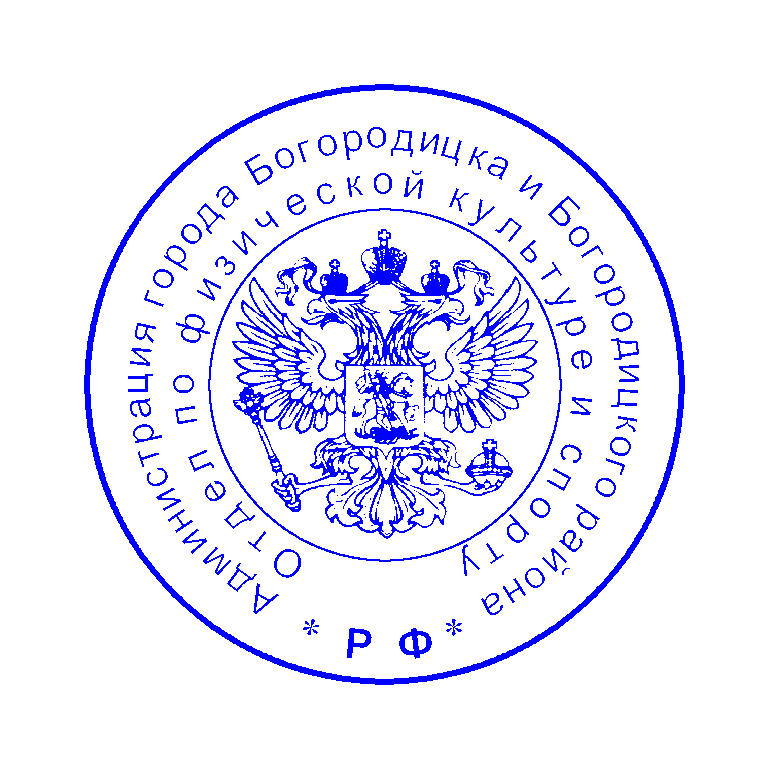 Администрация города Богородицка и Богородицкого района
Отдел по физической культуре и спорту
* Р Ф *